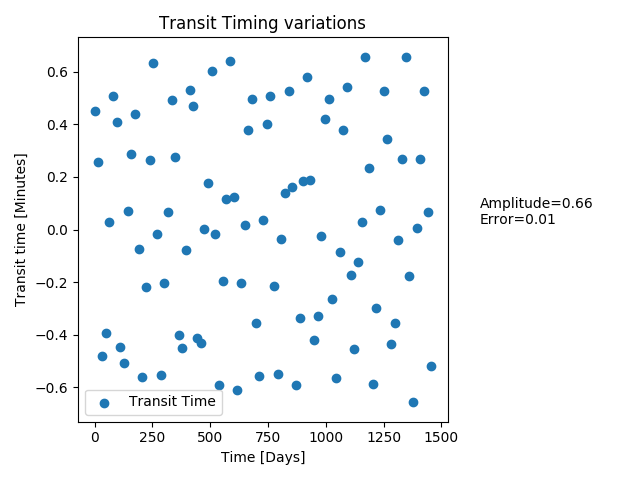 Transit Timing variations
Transit time [Minutes]
0.6
0.4
0.2
0.0
−0.2
−0.4
−0.6
Amplitude=0.66
Error=0.01
Transit Time
0
250
500
750
1000
1250
1500
Time [Days]